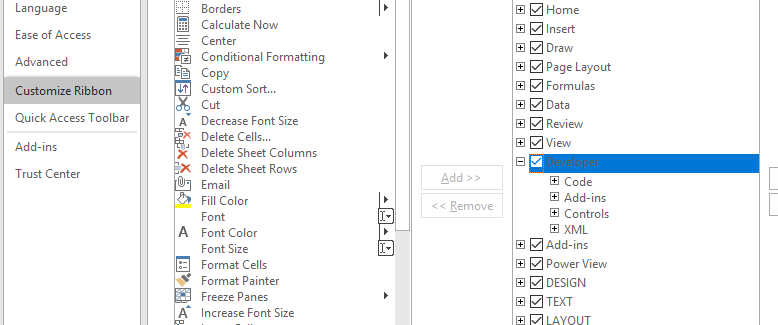 Language
Ease of Access
Advanced
Customize Ribbon
Quick Access Toolbar
Add-ins
Trust Center
Borders
Calculate Now
Center
Conditional Formatting
Copy
Custom Sort...
Cut
Decrease Font Size
Delete Cells...
Delete Sheet Columns
Delete Sheet Rows
Email
Fill Color
Font
Font Color
Font Size
Format Cells
Format Painter
Freeze Panes
Increase Font Size
Add >>
<< Remove
Home
Insert
Draw
Page Layout
Formulas
Data
Review
View
Developer
Code
Add-ins
Controls
XML
Add-ins
Power View
DESIGN
TEXT
LAYOUT